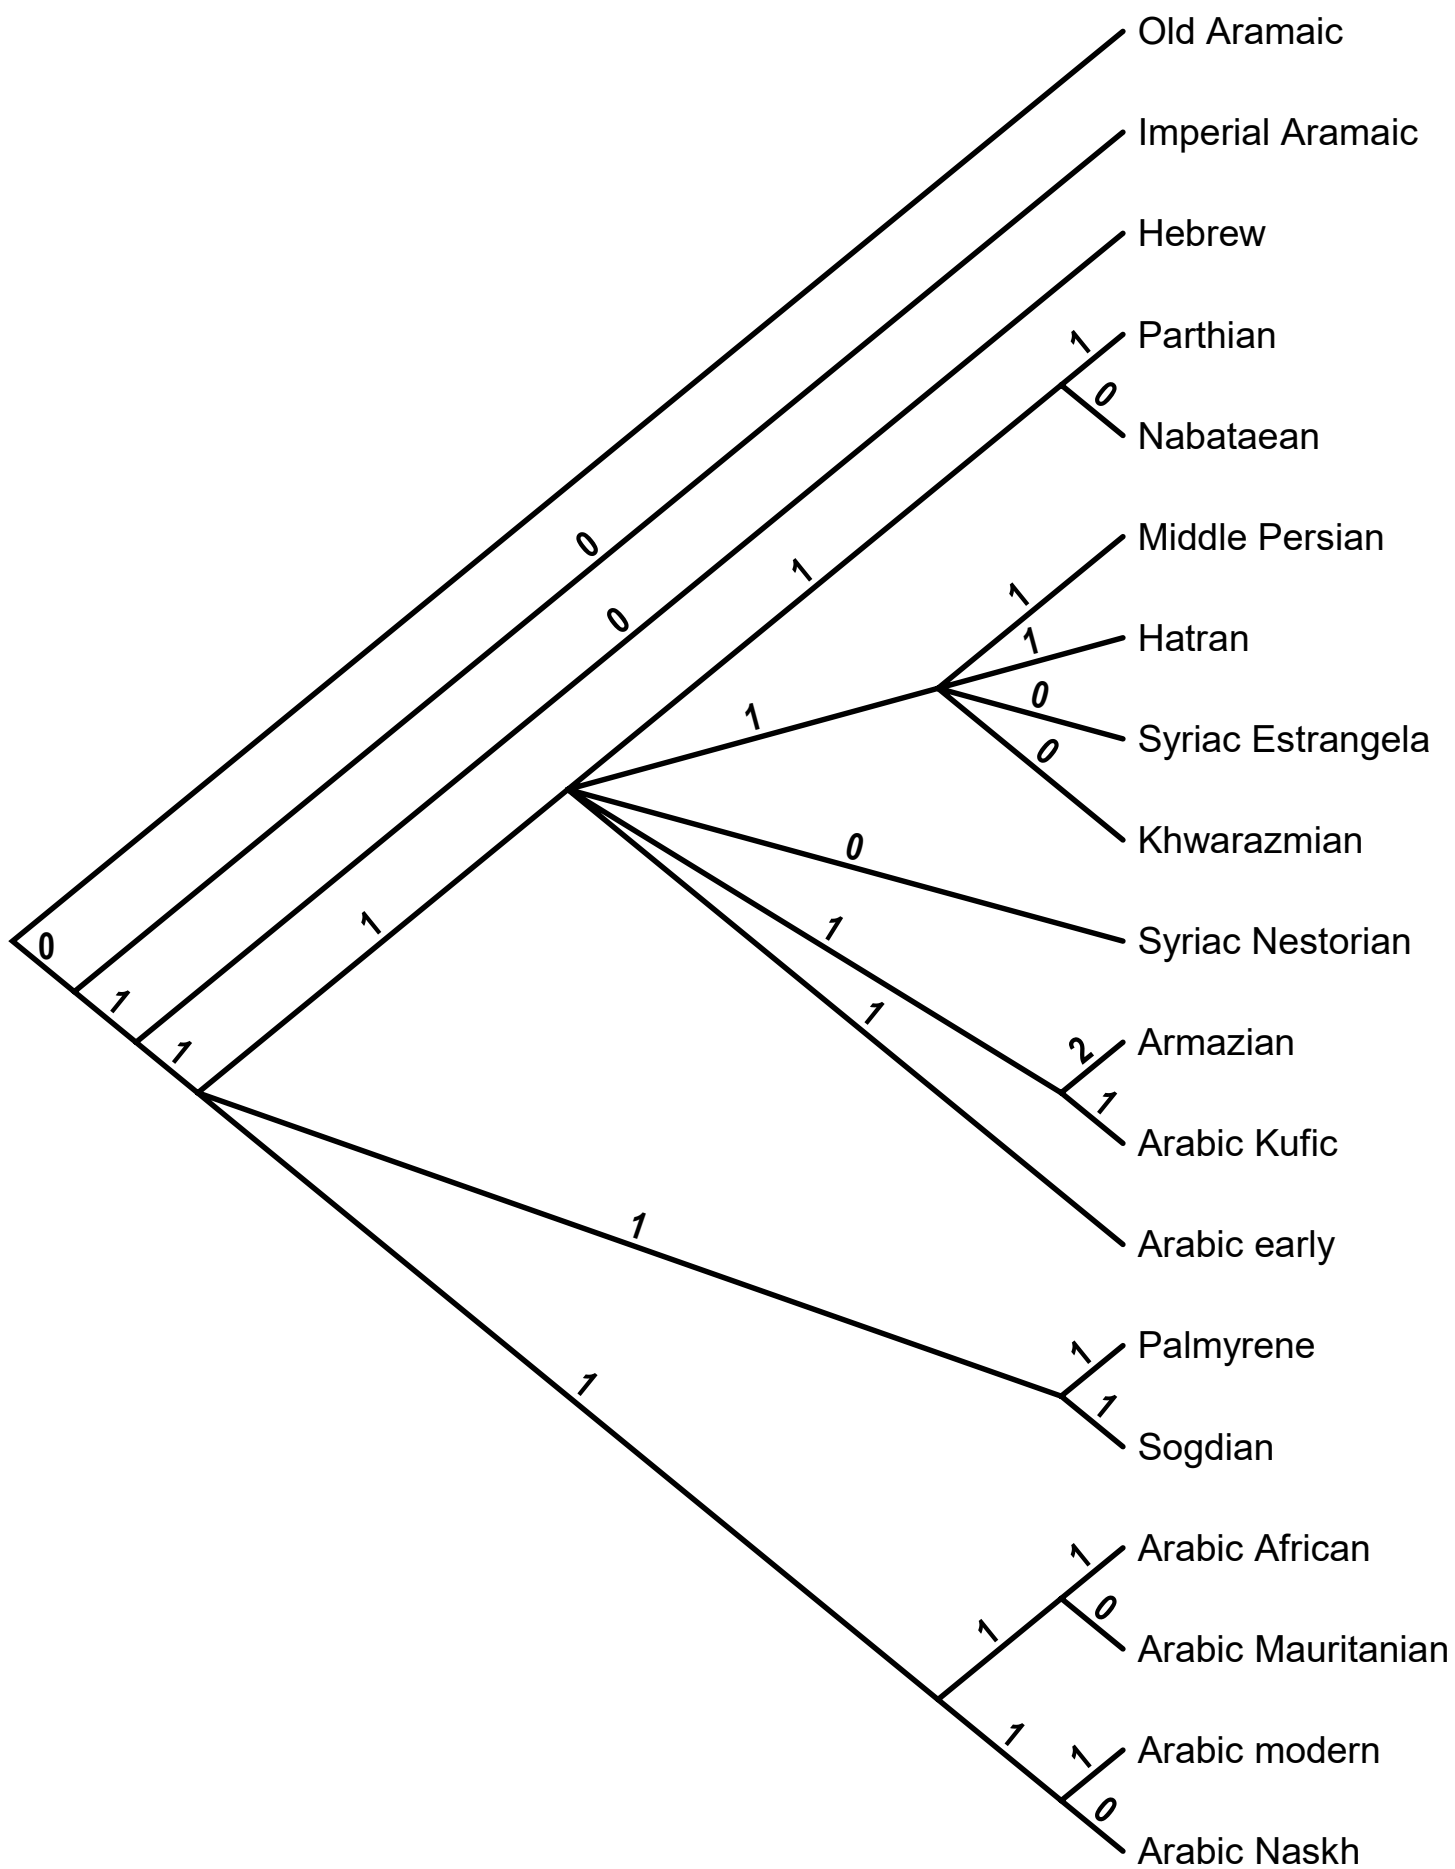 Old Aramaic
Imperial Aramaic
Hebrew
1 Parthian
0
Nabataean
Middle Persian
0
1
1
0
1 Hatran
0
1 Syriac Estrangela
0
Khwarazmian
0
1
1
0 Syriac Nestorian
1
1
2 Armazian
1
1
Arabic Kufic
1
Arabic early
1 Palmyrene
1
1
Sogdian
1 Arabic African
0
1
Arabic Mauritanian
1
1 Arabic modern
0
Arabic Naskh